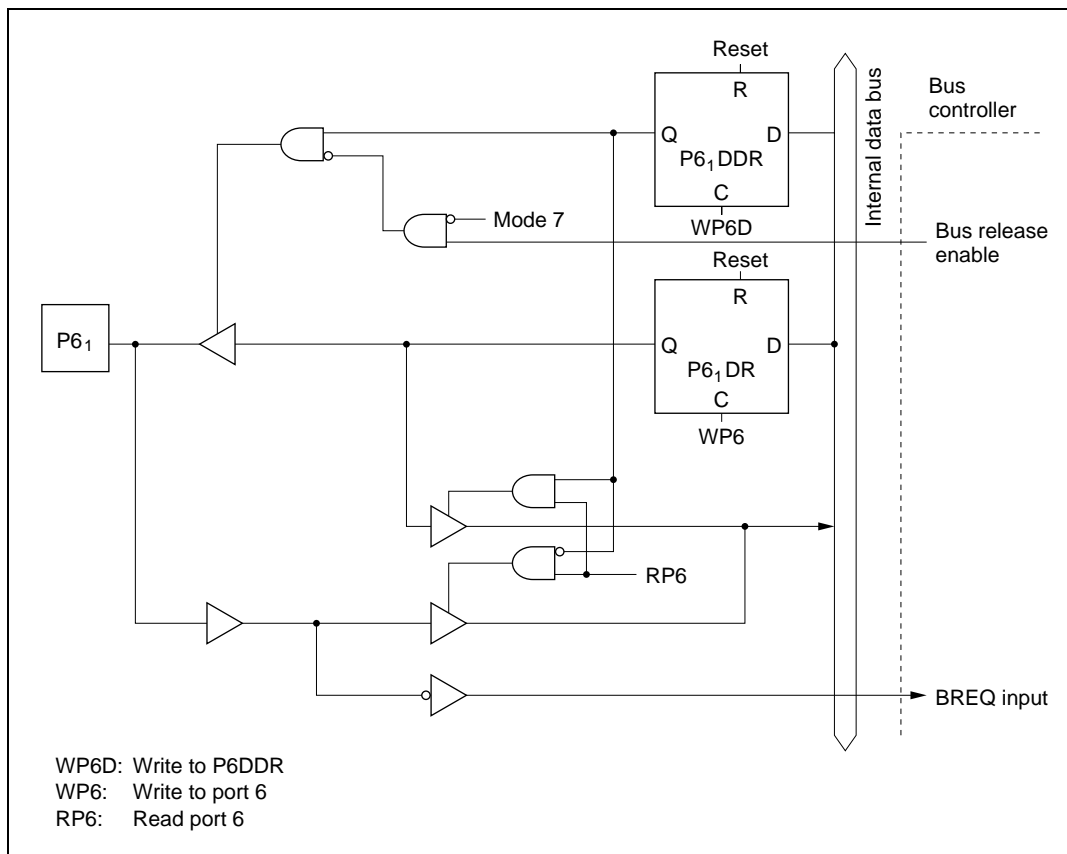 Reset
R
Q D
P6₁DDR
C
WP6D
Internal data bus
Bus
controller
Mode 7
Bus release
enable
Reset
R
P6₁
Q D
P6₁DR
C
WP6
RP6
BREQ input
WP6D: Write to P6DDR
WP6: Write to port 6
RP6: Read port 6